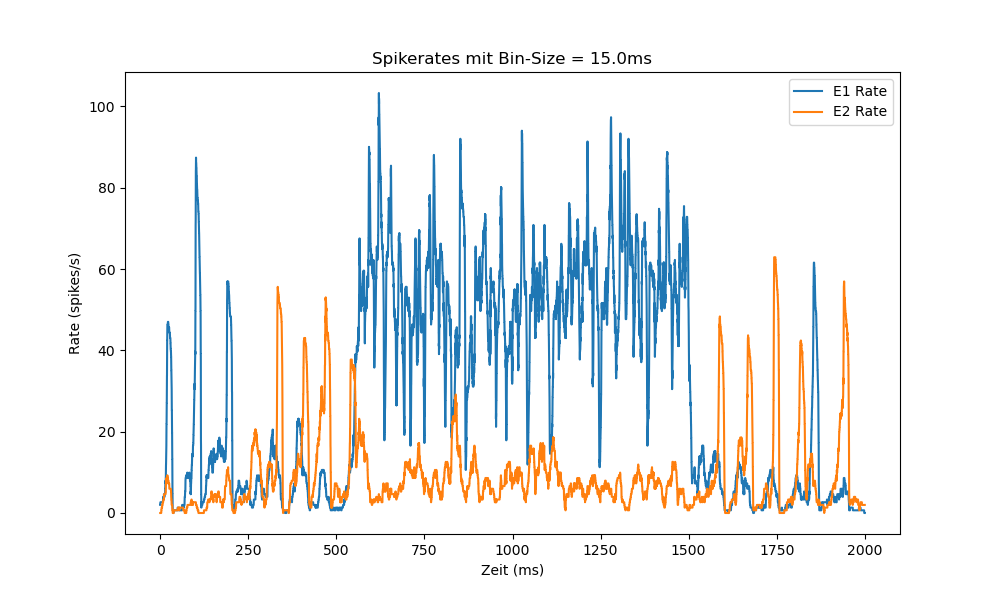 Spikerates mit Bin-Size = 15.0ms
E1 Rate
E2 Rate
Rate (spikes/s)
100
80
60
40
20
0
0 250 500 750 1000 1250 1500 1750 2000
Zeit (ms)